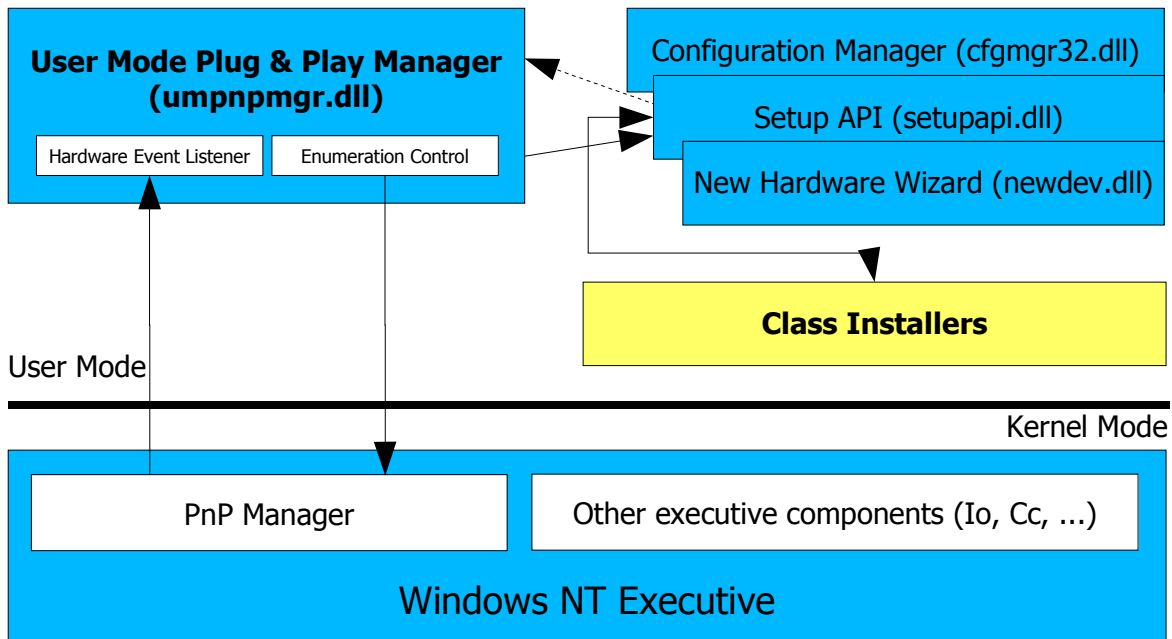 User Mode Plug & Play Manager
(umpnpmgr.dll)
Hardware Event Listener
Enumeration Control
Configuration Manager (cfgmgr32.dll)
Setup API (setupapi.dll)
New Hardware Wizard (newdev.dll)
Class Installers
User Mode
Kernel Mode
PnP Manager
Other executive components (Io, Cc, ...)
Windows NT Executive